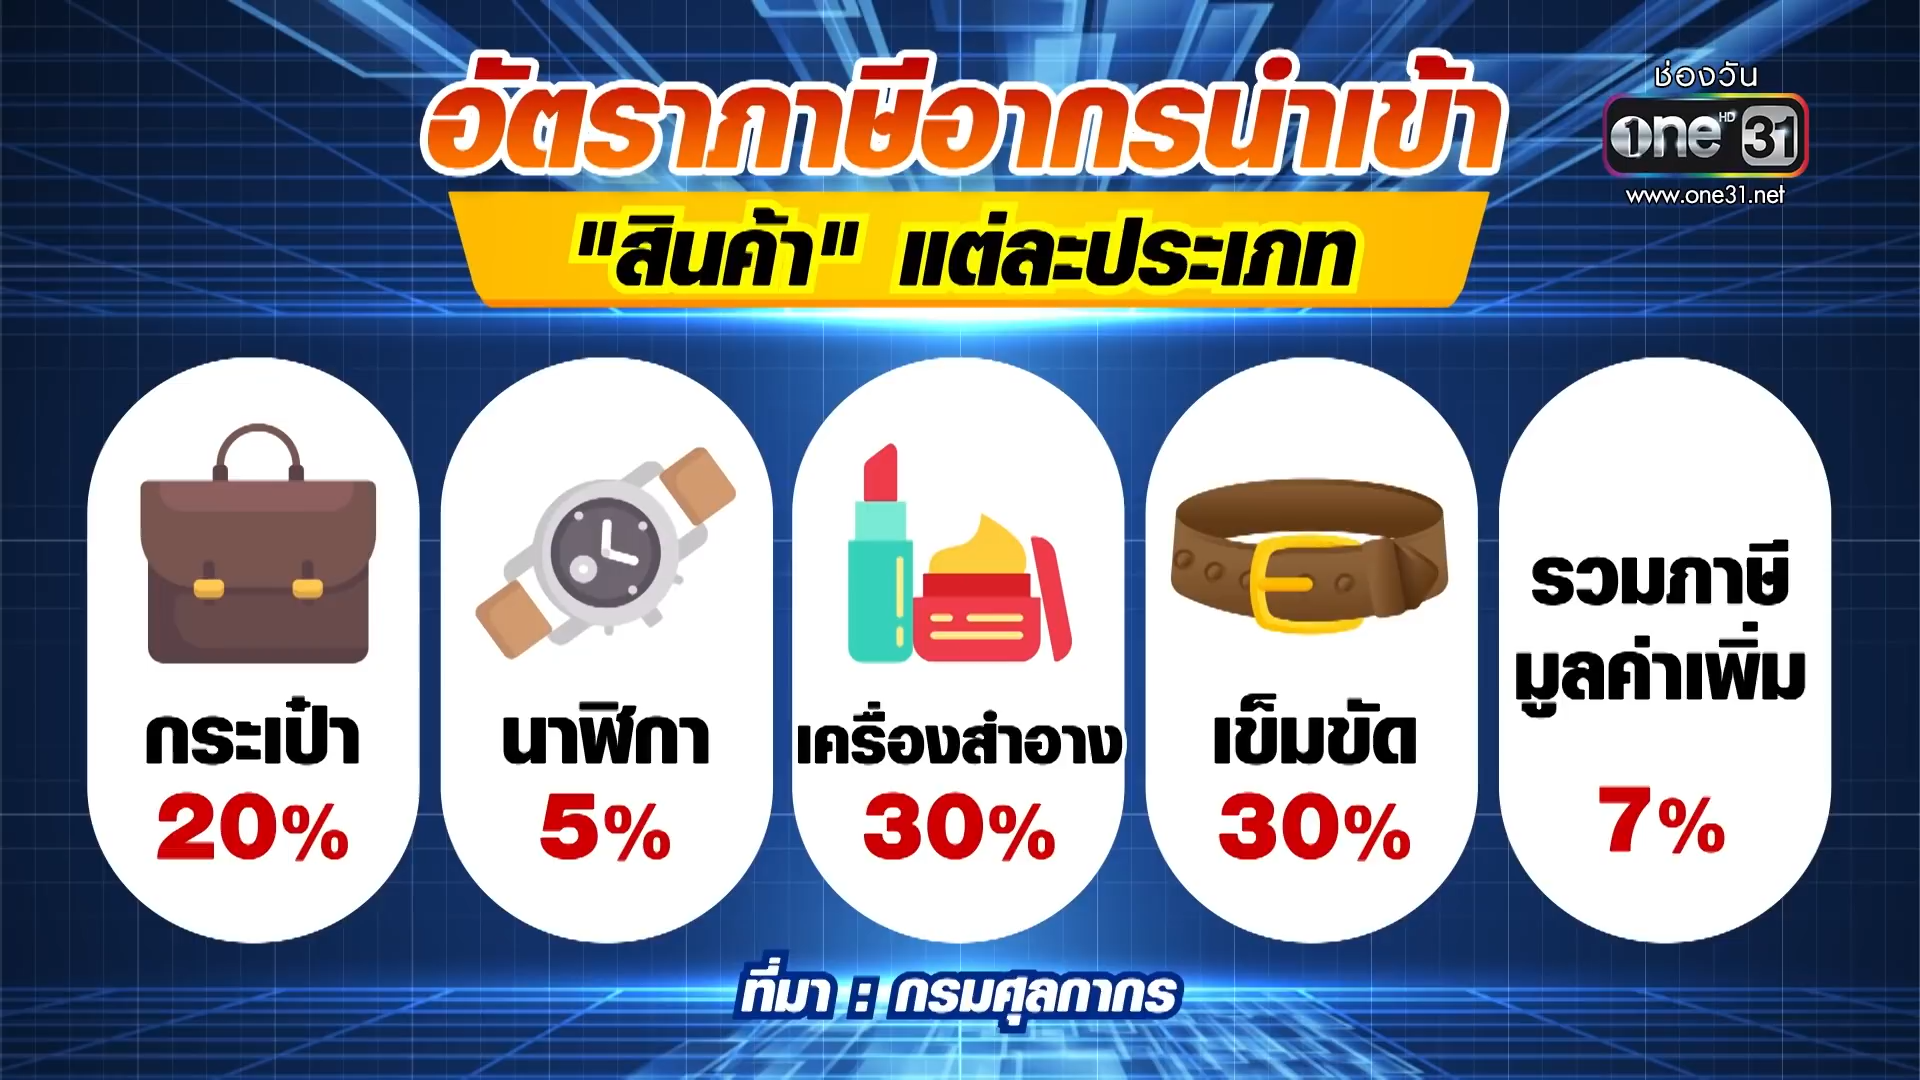 อัตราภาษีอากรนำเข้า
"สินค้า" แต่ละประเภท
ช่องวัน
one HD 31
www.one31.net
กระเป๋า
20%
นาฬิกา
5%
เครื่องสำอาง
30%
เข็มขัด
30%
รวมภาษี
มูลค่าเพิ่ม
7%
ที่มา : กรมศุลกากร